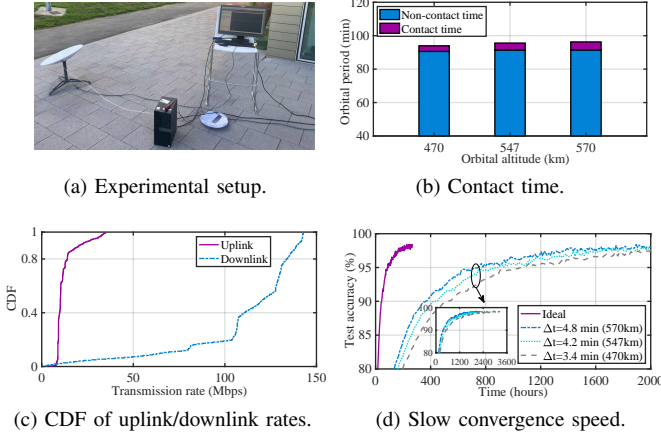 Orbital period (min)
100
80
60
40
Non-contact time
Contact time
470
547
570
Orbital altitude (km)
(a) Experimental setup.
(b) Contact time.
CDF
1
0.8
0.4
0
Uplink
Downlink
0
50
100
150
Transmission rate (Mbps)
Test accuracy (%)
100
95
90
85
80
100
90
80
0
1200
2400
3600
Ideal
Δt=4.8 min (570km)
Δt=4.2 min (547km)
Δt=3.4 min (470km)
0
400
800
1200
1600
2000
Time (hours)
(c) CDF of uplink/downlink rates.
(d) Slow convergence speed.